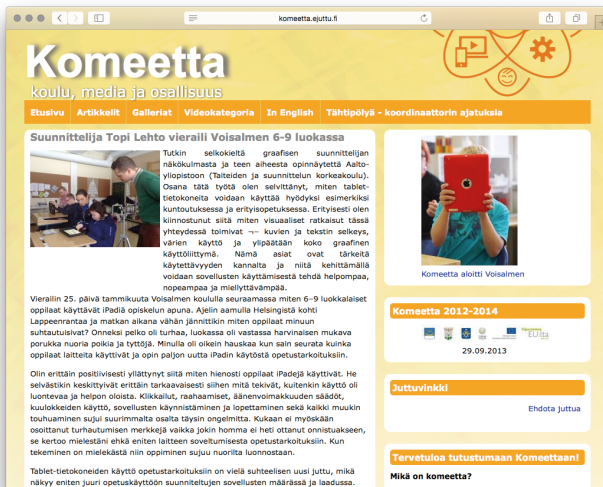 komeetta.ejuttu.fi
Komeetta
koulu, media ja osallisuus
Etusivu Artikkelit Galleriat Videokategoria In English Tähtipölyä - koordinaattorin ajatuksia
Suunnittelija Topi Lehto vieraili Voisalmen 6-9 luokassa
Tutkin selkokieltä graafisen suunnittelijan
näkökulmasta ja teen aiheesta opinnäytettä Aalto-
yliopistoon (Taiteiden ja suunnittelun korkeakoulu).
Osana tätä työtä olen selvittänyt, miten tablet-
tietokoneita voidaan käyttää hyödyksi esimerkiksi
kuntoutuksessa ja erityisopetuksessa. Erityisesti olen
kiinnostunut siitä miten visuaaliset ratkaisut tässä
yhteydessä toimivat ¬– kuvien ja tekstin selkeys,
värien käyttö ja ylipäätään koko graafinen
käyttöliittymä. Nämä asiat ovat tärkeitä
käytettävyyden kannalta ja niitä kehittämällä
voidaan sovellusten käyttämisestä tehdä helpompaa,
nopeampaa ja miellyttävämpää.
Vierailin 25. päivä tammikuuta Voisalmen koululla seuraamassa miten 6–9 luokkalaiset
oppilaat käyttävät iPadiä opiskelun apuna. Ajelin aamulla Helsingistä kohti
Lappeenrantaa ja matkan aikana vähän jännittikin miten oppilaat minuun
suhtautuisivat? Onneksi pelko oli turhaa, luokassa oli vastassa harvinaisen mukava
porukka nuoria poikia ja tyttöjä. Minulla oli oikein hauskaa kun sain seurata kuinka
oppilaat laitteita käyttivät ja opin paljon uutta iPadin käytöstä opetustarkoituksiin.
Olin erittäin positiivisesti yllättynyt siitä miten hienosti oppilaat iPadejä käyttivät. He
selvästikin keskittyivät erittäin tarkaavaisesti siihen mitä tekivät, kuitenkin käyttö oli
luontevaa ja helpon oloista. Klikkailut, raahaamiset, äänenvoimakkuuden säädöt,
kuulokkeiden käyttö, sovellusten käynnistäminen ja lopettaminen sekä kaikki muukin
touhuaminen sujui suurimmalta osalta täysin ongelmitta. Kukaan ei myöskään
osoittanut turhautumisen merkkejä vaikka jokin homma ei heti ottanut onnistuakseen,
se kertoo mielestäni ehkä eniten laitteen soveltumisesta opetustarkoituksiin. Kun
tekeminen on mielekästä niin oppiminen sujuu nuorilta luonnostaan.
Tablet-tietokoneiden käyttö opetustarkoituksiin on vielä suhteelisen uusi juttu, mikä
näkyy eniten juuri opetuskäyttöön suunniteltujen sovellusten määrässä ja laadussa.
Komeetta aloitti Voisalmen
Komeetta 2012-2014
EU:lta
29.09.2013
Juttuvinkki
Ehdota juttua
Tervetuloa tutustumaan Komeettaan!
Mikä on komeetta?